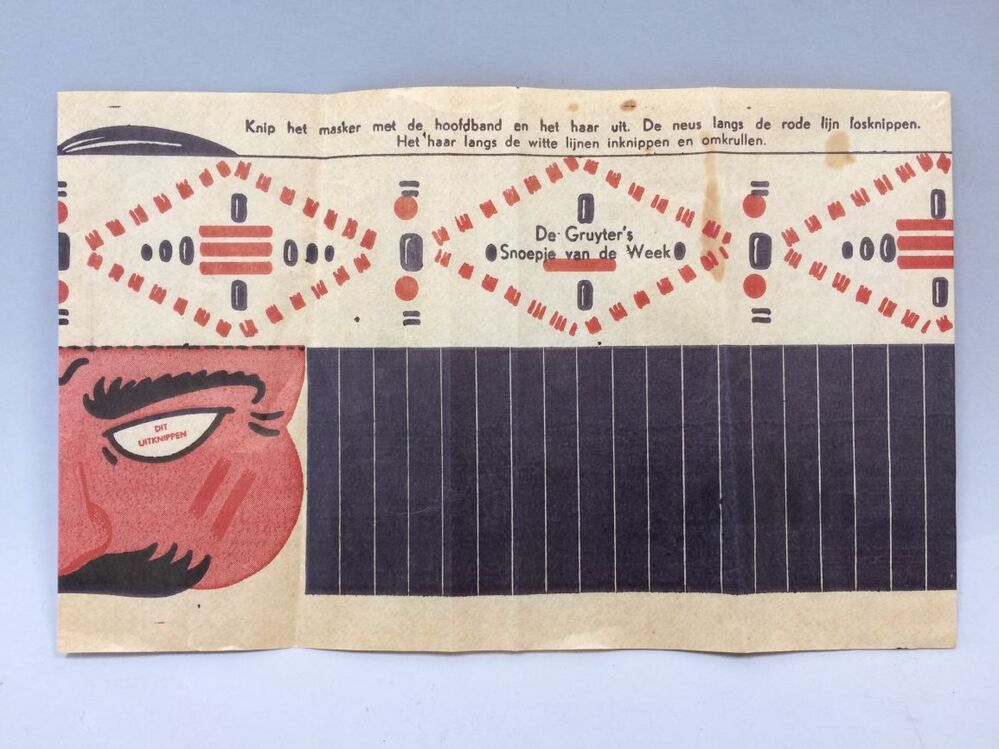 Knip het masker met de hoofdband en het haar uit. De neus langs de rode lijn losknippen.
Het haar langs de witte lijnen inknippen en omkrullen.
De Gruyter's
Snoepje van de Week
DIT
UITKNIPPEN